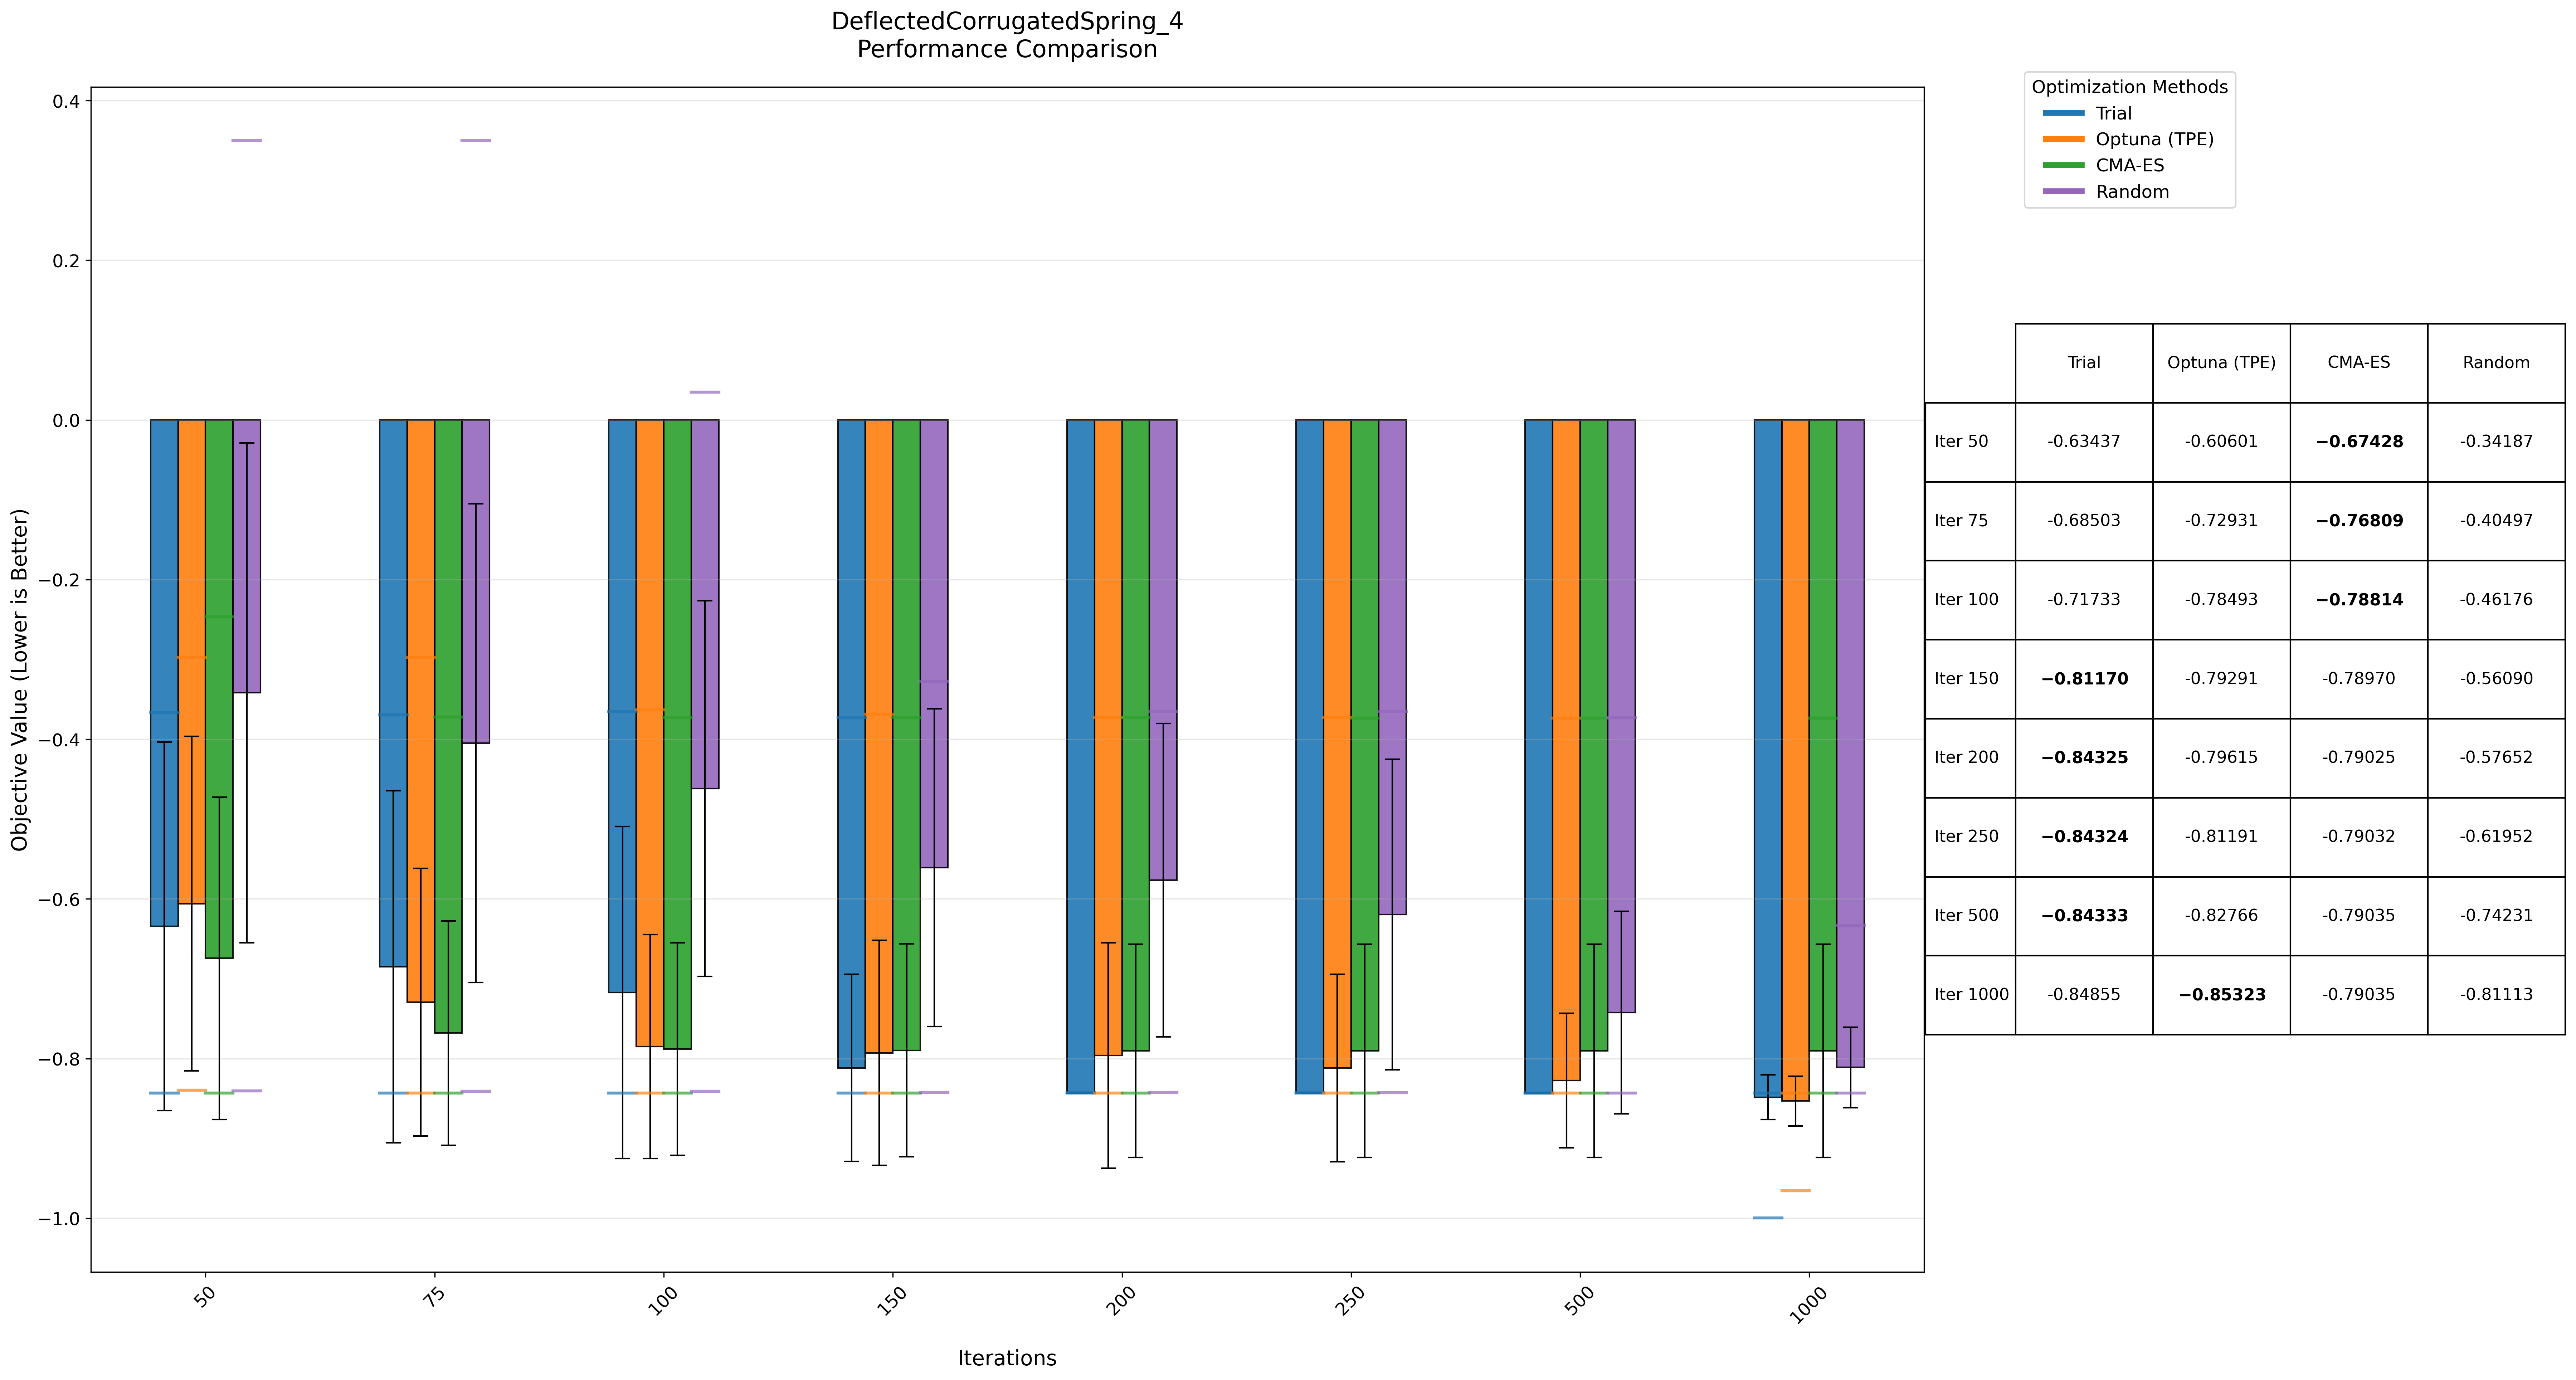 DeflectedCorrugatedSpring_4
Performance Comparison
Objective Value (Lower is Better)
0.4
0.2
0.0
−0.2
−0.4
−0.6
−0.8
−1.0
50
75
100
150
200
250
500
1000
Iterations
Optimization Methods
Trial
Optuna (TPE)
CMA-ES
Random
Trial Optuna (TPE) CMA-ES Random
Iter 50 -0.63437 -0.60601 −0.67428 -0.34187
Iter 75 -0.68503 -0.72931 −0.76809 -0.40497
Iter 100 -0.71733 -0.78493 −0.78814 -0.46176
Iter 150 −0.81170 -0.79291 -0.78970 -0.56090
Iter 200 −0.84325 -0.79615 -0.79025 -0.57652
Iter 250 −0.84324 -0.81191 -0.79032 -0.61952
Iter 500 −0.84333 -0.82766 -0.79035 -0.74231
Iter 1000 -0.84855 −0.85323 -0.79035 -0.81113